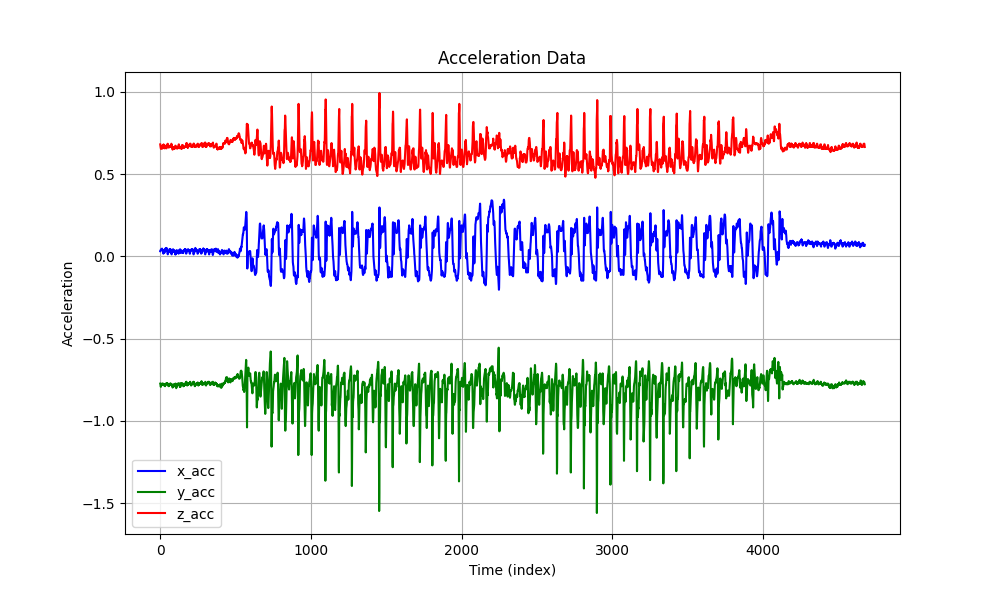 Acceleration Data
1.0
0.5
0.0
−0.5
−1.0
−1.5
Acceleration
x_acc
y_acc
z_acc
0 1000 2000 3000 4000
Time (index)